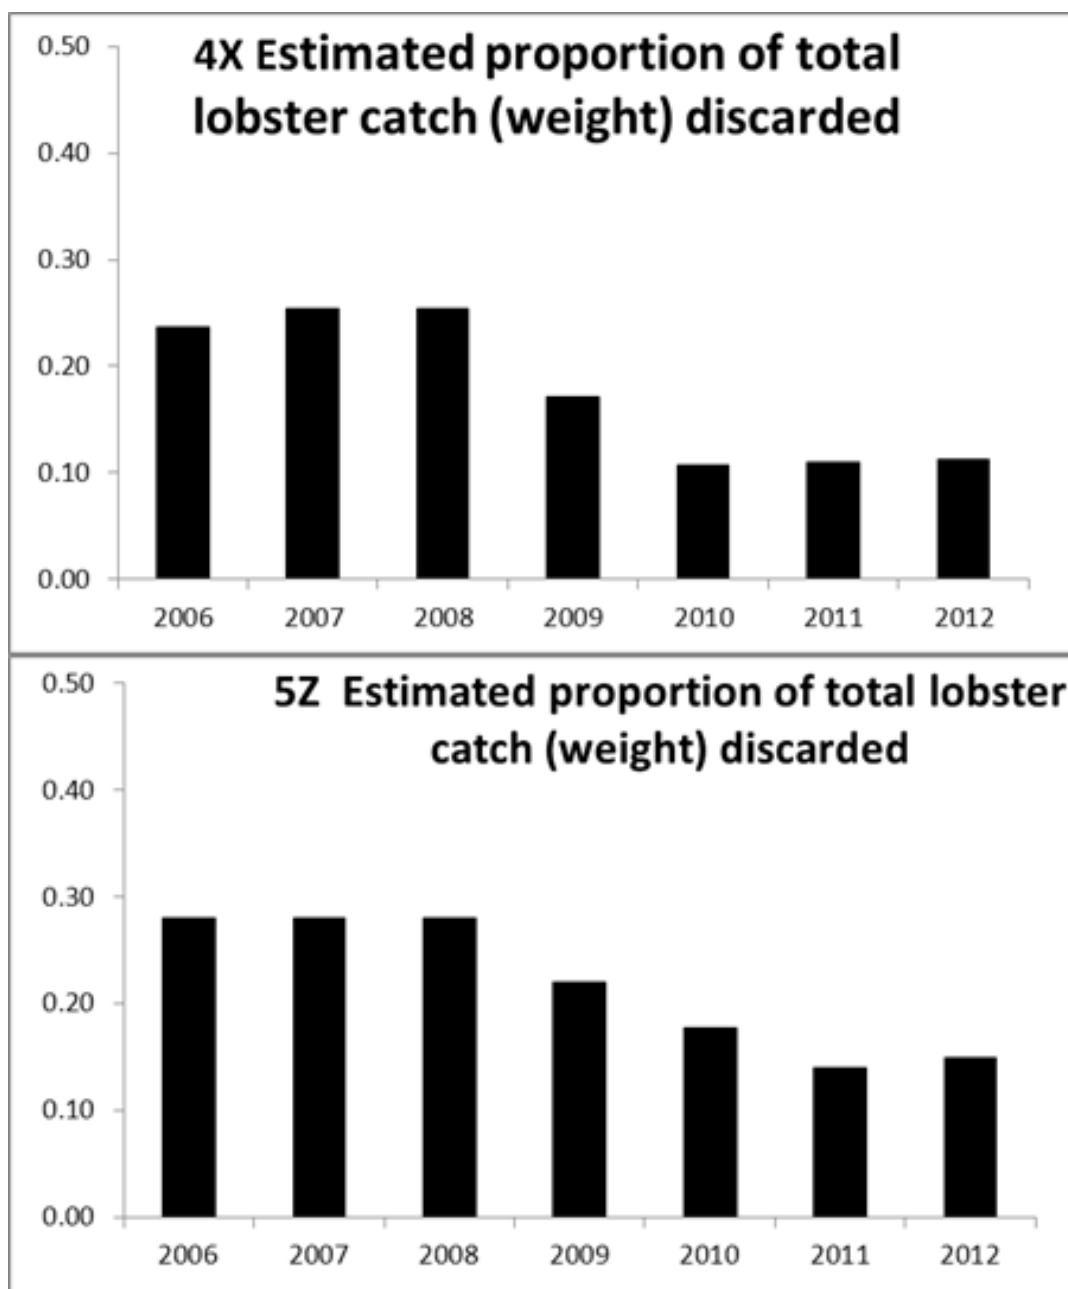 4X Estimated proportion of total
lobster catch (weight) discarded
0.50
0.40
0.30
0.20
0.10
0.00
2006 2007 2008 2009 2010 2011 2012
5Z Estimated proportion of total lobster
catch (weight) discarded
0.50
0.40
0.30
0.20
0.10
0.00
2006 2007 2008 2009 2010 2011 2012